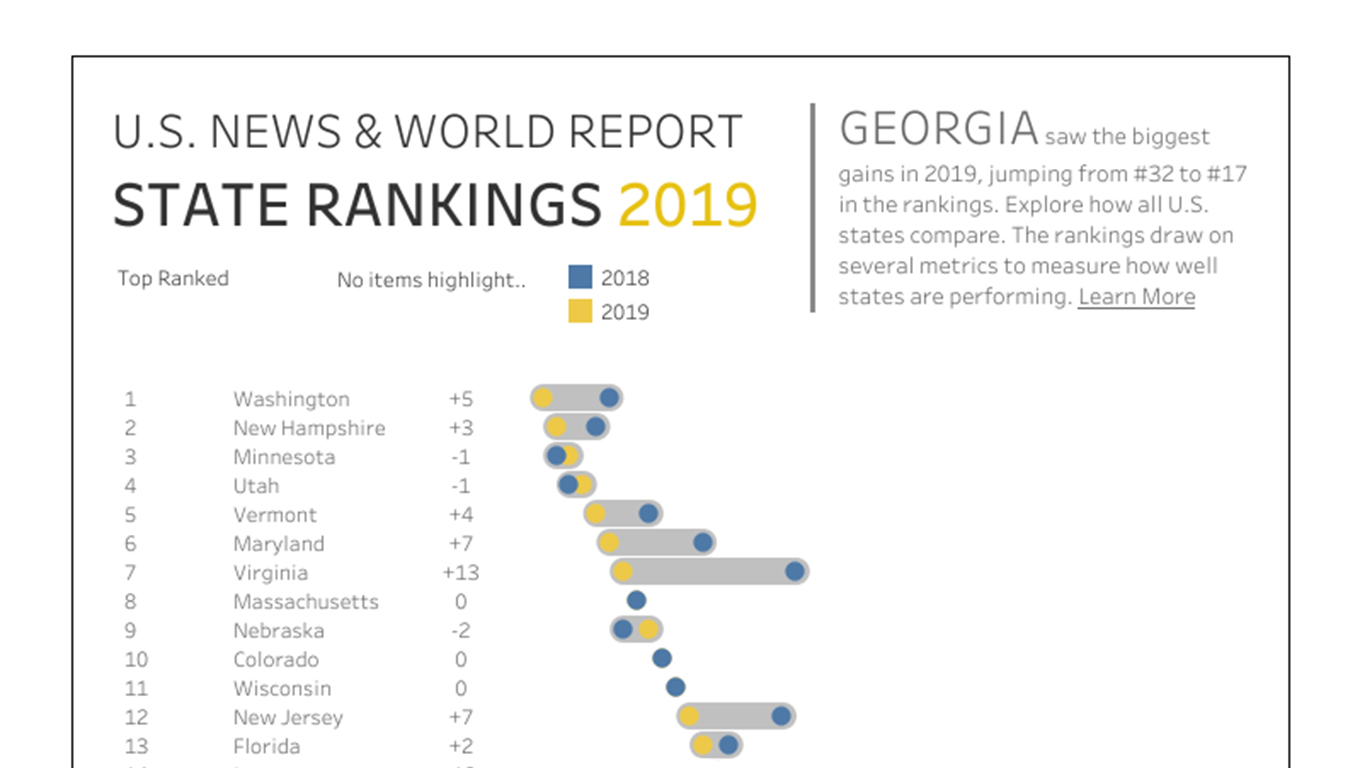 U.S. NEWS & WORLD REPORT
STATE RANKINGS 2019
Top Ranked
No items highlight..
2018
2019
GEORGIA saw the biggest
gains in 2019, jumping from #32 to #17
in the rankings. Explore how all U.S.
states compare. The rankings draw on
several metrics to measure how well
states are performing. Learn More
1 Washington +5
2 New Hampshire +3
3 Minnesota -1
4 Utah -1
5 Vermont +4
6 Maryland +7
7 Virginia +13
8 Massachusetts 0
9 Nebraska -2
10 Colorado 0
11 Wisconsin 0
12 New Jersey +7
13 Florida +2